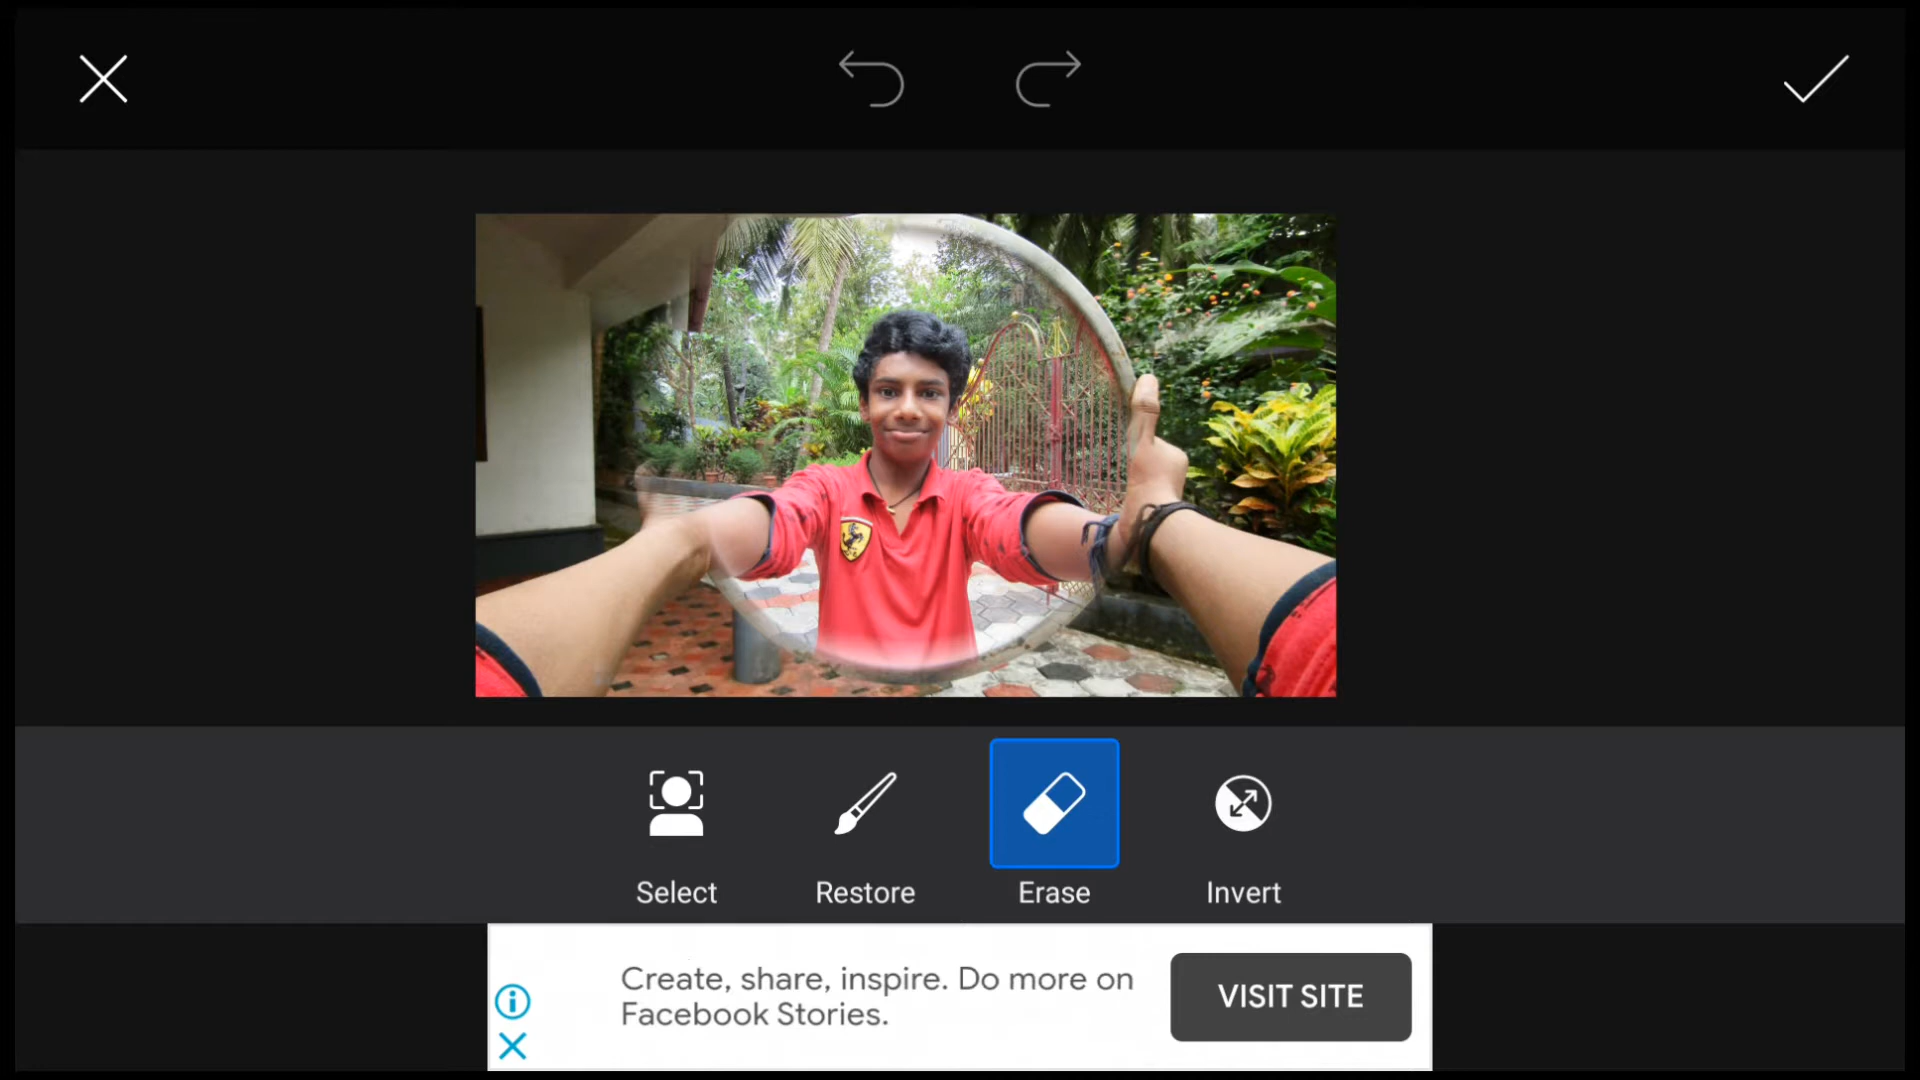 Select
Restore
Erase
Invert
Create, share, inspire. Do more on
Facebook Stories.
VISIT SITE